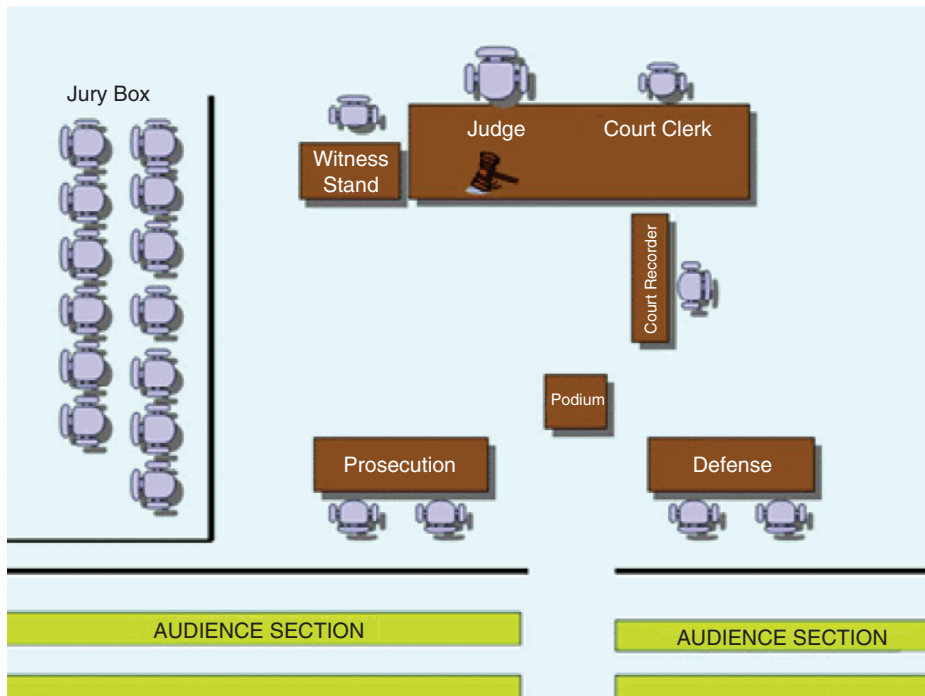 Jury Box
Judge
Court Clerk
Witness
Stand
Court Recorder
Podium
Prosecution
Defense
AUDIENCE SECTION
AUDIENCE SECTION